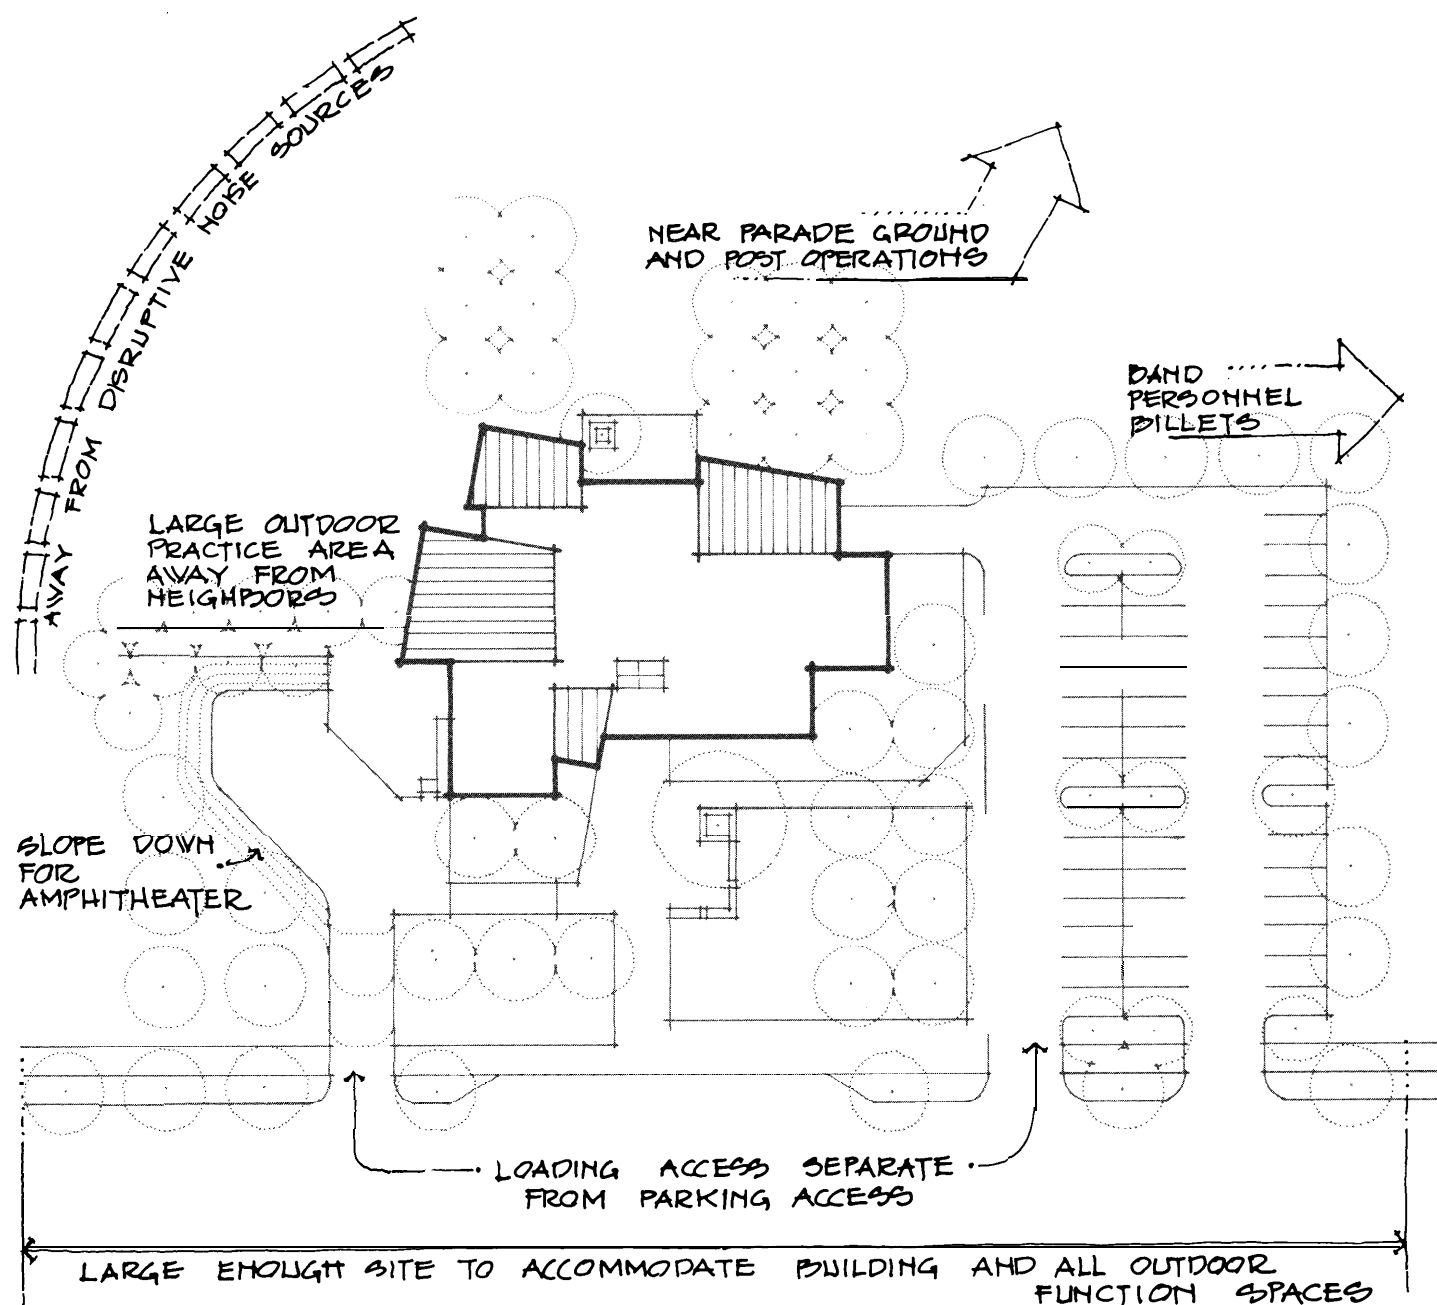 AWAY FROM DISRUPTIVE NOISE SOURCES
NEAR PARADE GROUND
AND POST OPERATIONS
BAND
PERSONNEL
BILLETS
LARGE OUTDOOR
PRACTICE AREA
AWAY FROM
NEIGHBORS
SLOPE DOWN
FOR
AMPHITHEATER
LOADING ACCESS SEPARATE
FROM PARKING ACCESS
LARGE ENOUGH SITE TO ACCOMMODATE BUILDING AND ALL OUTDOOR
FUNCTION SPACES